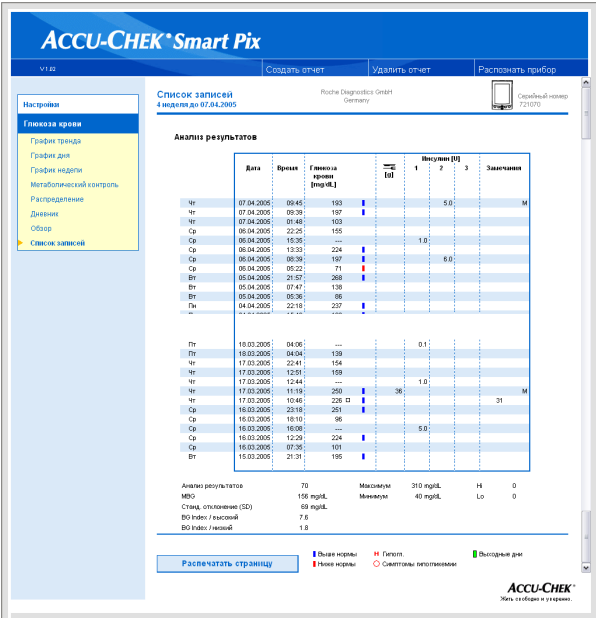 ACCU-CHEK® Smart Pix
V 1.02
Создать отчет Удалить отчет Распознать прибор
Настройки
Глюкоза крови
График тренда
График дня
График недели
Метаболический контроль
Распределение
Дневник
Обзор
Список записей
Список записей
4 неделя до 07.04.2005
Roche Diagnostics GmbH
Germany
Серийный номер
721070
Анализ результатов
Дата Время Глюкоза крови [mg/dL] [g] Инсулин [U] 1 2 3 Замечания
Чт 07.04.2005 09:45 193 5.0 M
Чт 07.04.2005 09:39 197
Чт 07.04.2005 01:48 103
Ср 06.04.2005 22:25 155
Ср 06.04.2005 15:35 --- 1.0
Ср 06.04.2005 13:33 224
Ср 06.04.2005 08:39 197 6.0
Ср 06.04.2005 05:22 71
Вт 05.04.2005 21:57 268
Вт 05.04.2005 07:47 138
Вт 05.04.2005 05:36 86
Пн 04.04.2005 22:18 237
Пт 18.03.2005 04:06 --- 0.1
Пт 18.03.2005 04:04 139
Чт 17.03.2005 22:41 154
Чт 17.03.2005 12:51 159
Чт 17.03.2005 12:44 --- 1.0
Чт 17.03.2005 11:19 250 36 M
Чт 17.03.2005 10:46 226 31
Ср 16.03.2005 23:18 251
Ср 16.03.2005 18:10 96
Ср 16.03.2005 16:08 --- 5.0
Ср 16.03.2005 12:29 224
Ср 16.03.2005 07:35 101
Вт 15.03.2005 21:31 195
Анализ результатов 70 Максимум 310 mg/dL Hi 0
MBG 156 mg/dL Минимум 40 mg/dL Lo 0
Станд. отклонение (SD) 69 mg/dL
BG Index / высокий 7.6
BG Index / низкий 1.8
Распечатать страницу
Выше нормы H Гипогл. Выходные дни
Ниже нормы Симптомы гипогликемии
ACCU-CHEK®
Жить свободно и уверенно.